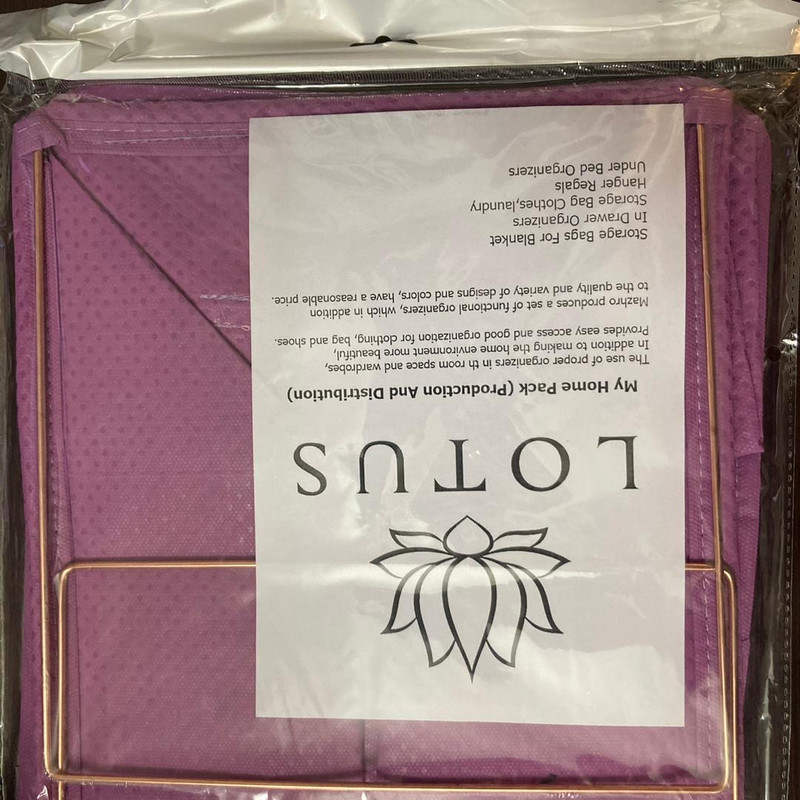 LOTUS
My Home Pack (Production And Distribution)
The use of proper organizers in th room space and wardrobes,
In addition to making the home environment more beautiful,
Provides easy access and good organization for clothing, bag and shoes.
Mazhro produces a set of functional organizers, which in addition
to the quality and variety of designs and colors, have a reasonable price.
Storage Bags For Blanket
In Drawer Organizers
Storage Bag Clothes,laundry
Hanger Regals
Under Bed Organizers